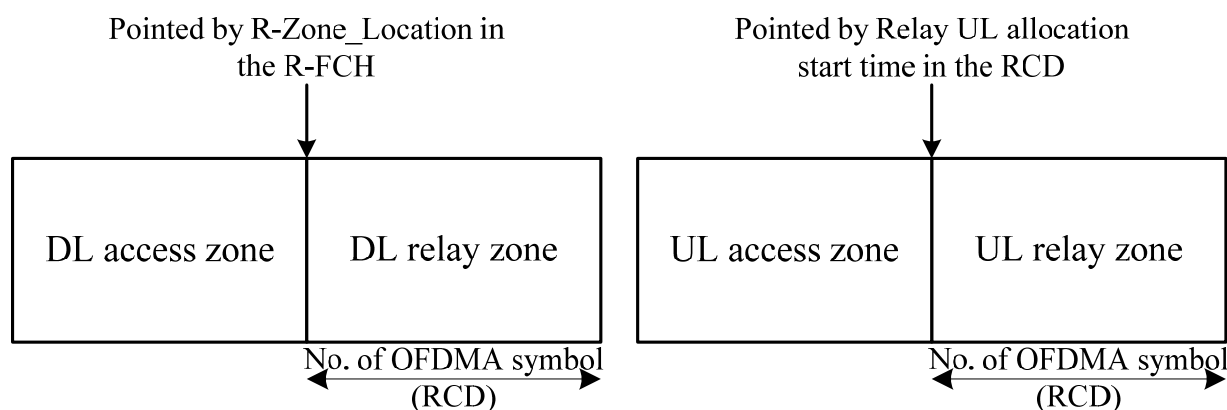 Pointed by R-Zone_Location in
the R-FCH
Pointed by Relay UL allocation
start time in the RCD
DL access zone
DL relay zone
UL access zone
UL relay zone
No. of OFDMA symbol
(RCD)
No. of OFDMA symbol
(RCD)